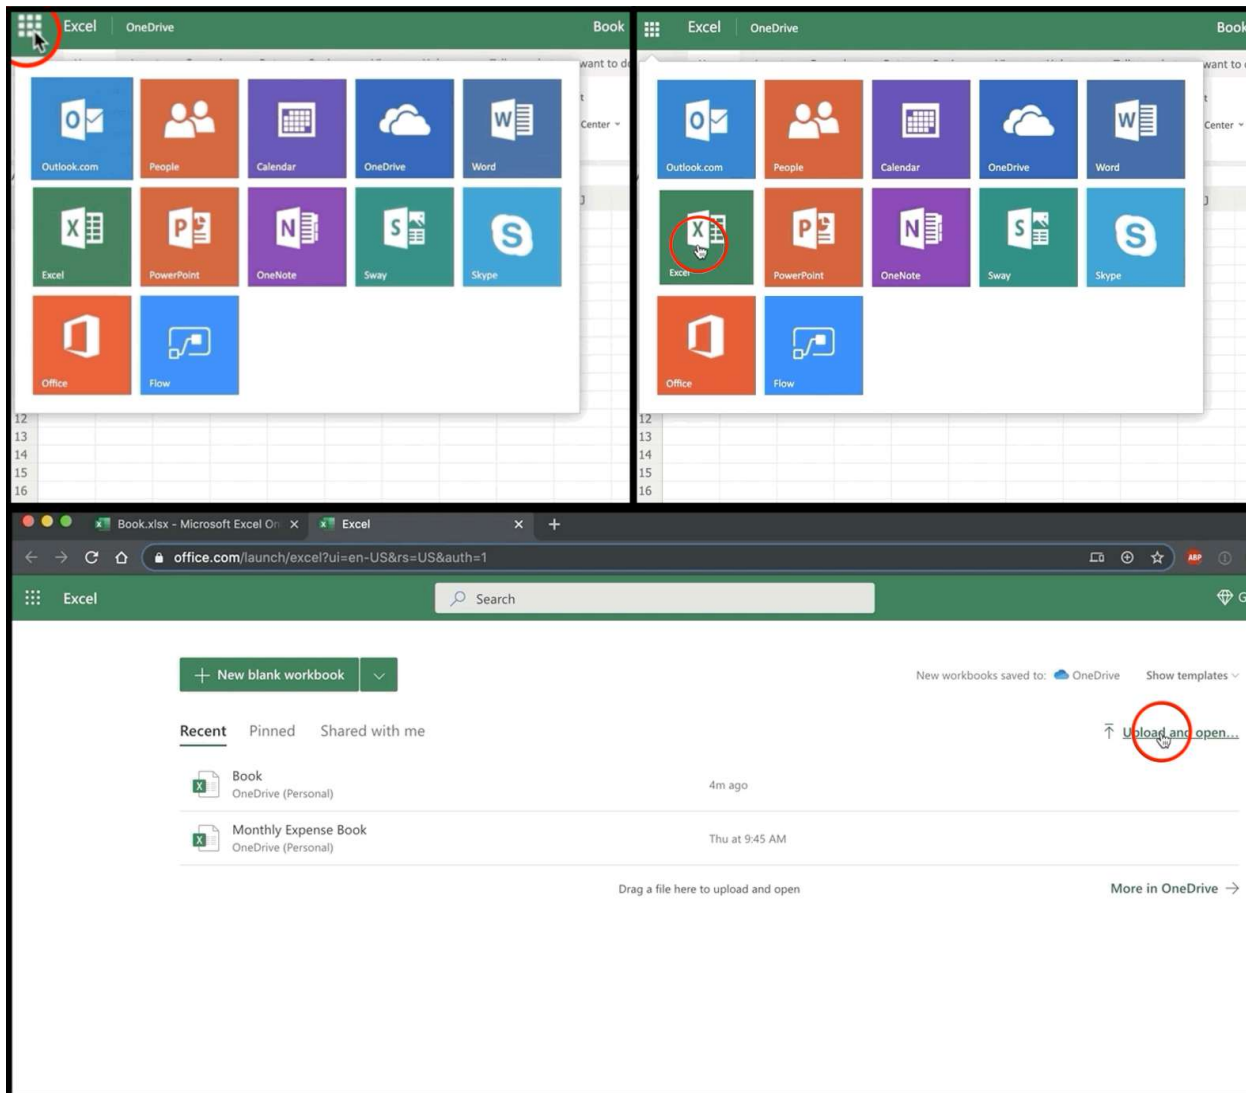 Excel OneDrive Book
want to d
t
Center
Outlook.com People Calendar OneDrive Word
J
Excel PowerPoint OneNote Sway Skype
Office Flow
12
13
14
15
16
Excel OneDrive Book
want to
t
Center
Outlook.com People Calendar OneDrive Word
J
Excel PowerPoint OneNote Sway Skype
Office Flow
12
13
14
15
16
Book.xlsx - Microsoft Excel On Excel
office.com/launch/excel?ui=en-US&rs=US&auth=1
ABP
Excel Search G
New blank workbook New workbooks saved to: OneDrive Show templates
Recent Pinned Shared with me Upload and open...
Book
OneDrive (Personal) 4m ago
Monthly Expense Book
OneDrive (Personal) Thu at 9:45 AM
Drag a file here to upload and open More in OneDrive